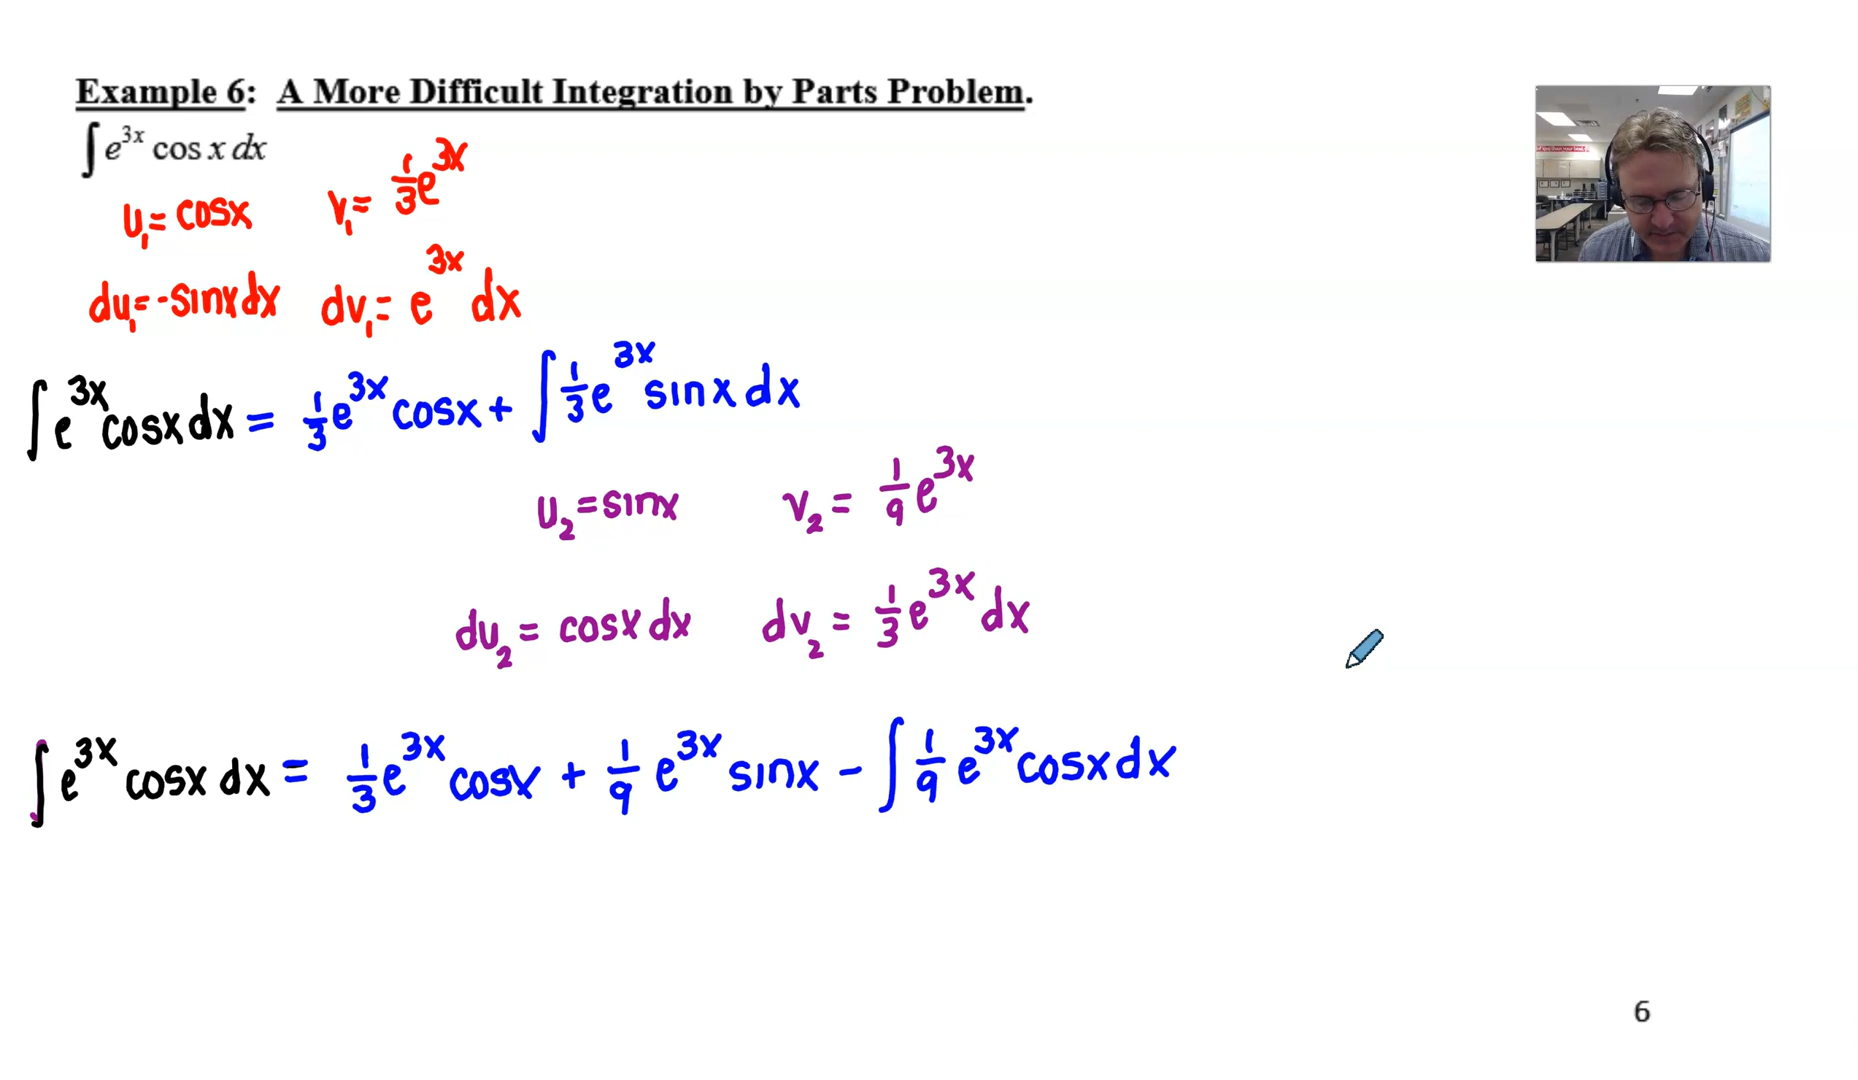 Example 6: A More Difficult Integration by Parts Problem.
∫ e^{3x} cos x dx
u₁ = cosx v₁ = 1/3 e^{3x}
du₁ = -sinxdx dv₁ = e^{3x} dx
∫ e^{3x} cosx dx = 1/3 e^{3x} cosx + ∫ 1/3 e^{3x} sinx dx
u₂ = sinx v₂ = 1/9 e^{3x}
du₂ = cosx dx dv₂ = 1/3 e^{3x} dx
∫ e^{3x} cosx dx = 1/3 e^{3x} cosx + 1/9 e^{3x} sinx - ∫ 1/9 e^{3x} cosx dx
6